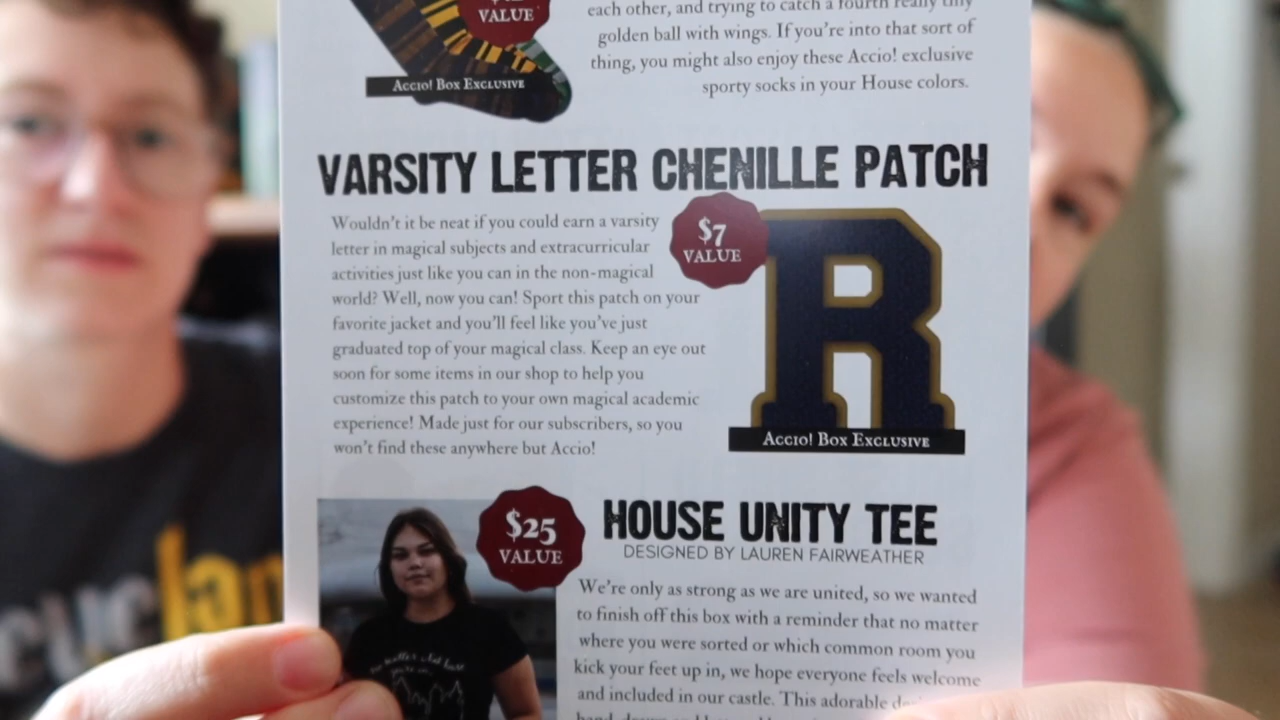 VALUE
Accio! Box Exclusive
each other, and trying to catch a fourth really tiny
golden ball with wings. If you're into that sort of
thing, you might also enjoy these Accio! exclusive
sporty socks in your House colors.
VARSITY LETTER CHENILLE PATCH
Wouldn't it be neat if you could earn a varsity
letter in magical subjects and extracurricular
activities just like you can in the non-magical
world? Well, now you can! Sport this patch on your
favorite jacket and you'll feel like you've just
graduated top of your magical class. Keep an eye out
soon for some items in our shop to help you
customize this patch to your own magical academic
experience! Made just for our subscribers, so you
won't find these anywhere but Accio!
$7
VALUE
R
Accio! Box Exclusive
$25
VALUE
HOUSE UNITY TEE
DESIGNED BY LAUREN FAIRWEATHER
We're only as strong as we are united, so we wanted
to finish off this box with a reminder that no matter
where you were sorted or which common room you
kick your feet up in, we hope everyone feels welcome
and included in our castle. This adorable
no matter what house
you're in